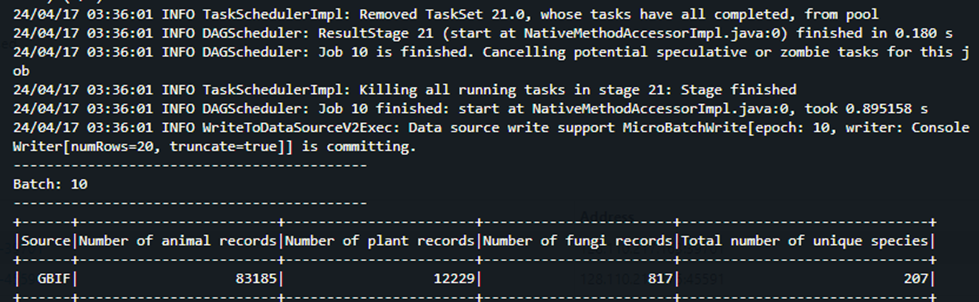 24/04/17 03:36:01 INFO TaskSchedulerImpl: Removed TaskSet 21.0, whose tasks have all completed, from pool
24/04/17 03:36:01 INFO DAGScheduler: ResultStage 21 (start at NativeMethodAccessorImpl.java:0) finished in 0.180 s
24/04/17 03:36:01 INFO DAGScheduler: Job 10 is finished. Cancelling potential speculative or zombie tasks for this j
ob
24/04/17 03:36:01 INFO TaskSchedulerImpl: Killing all running tasks in stage 21: Stage finished
24/04/17 03:36:01 INFO DAGScheduler: Job 10 finished: start at NativeMethodAccessorImpl.java:0, took 0.895158 s
24/04/17 03:36:01 INFO WriteToDataSourceV2Exec: Data source write support MicroBatchWrite[epoch: 10, writer: Console
Writer[numRows=20, truncate=true]] is committing.
-------------------------------------------
Batch: 10
-------------------------------------------
+------+------------------------+-----------------------+-----------------------+------------------------------+
|Source|Number of animal records|Number of plant records|Number of fungi records|Total number of unique species|
+------+------------------------+-----------------------+-----------------------+------------------------------+
| GBIF| 83185| 12229| 817| 207|
+------+------------------------+-----------------------+-----------------------+------------------------------+